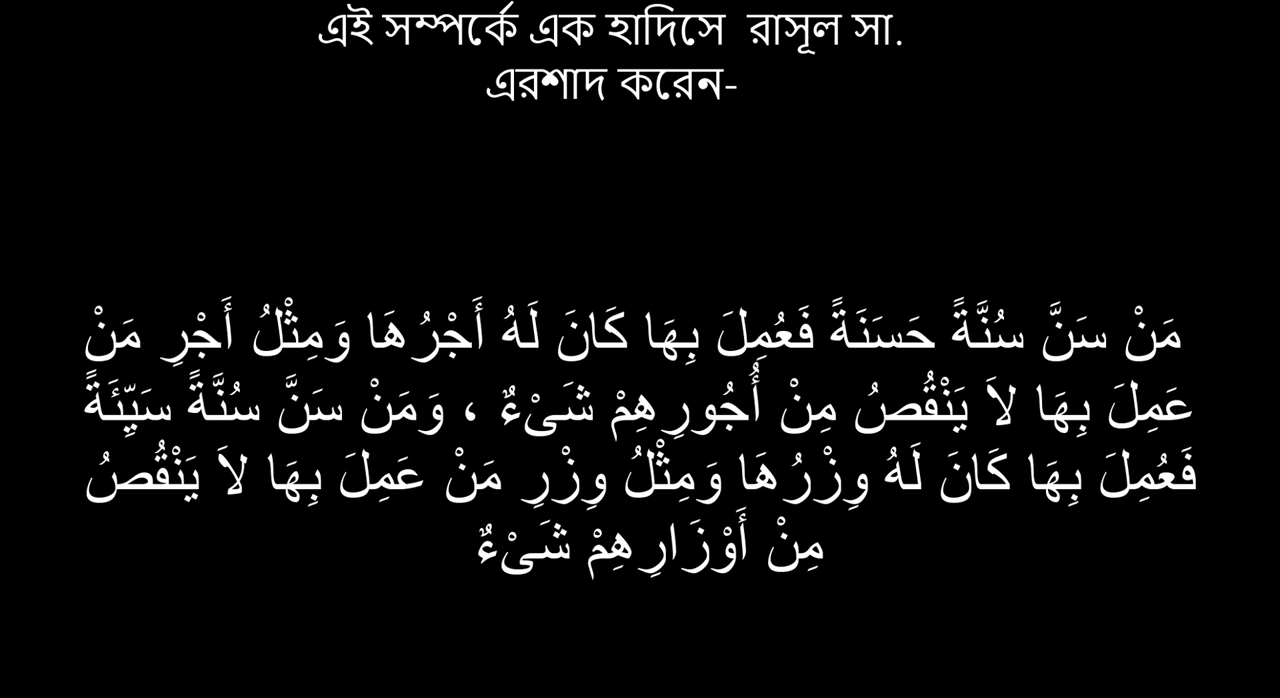 এই সম্পর্কে এক হাদিসে রাসূল সা.
এরশাদ করেন-
مَنْ سَنَّ سُنَّةً حَسَنَةً فَعُمِلَ بِهَا كَانَ لَهُ أَجْرُهَا وَمِثْلُ أَجْرِ مَنْ
عَمِلَ بِهَا لاَ يَنْقُصُ مِنْ أُجُورِهِمْ شَىْءٌ ، وَمَنْ سَنَّ سُنَّةً سَيِّئَةً
فَعُمِلَ بِهَا كَانَ لَهُ وِزْرُهَا وَمِثْلُ وِزْرِ مَنْ عَمِلَ بِهَا لاَ يَنْقُصُ
مِنْ أَوْزَارِهِمْ شَىْءٌ